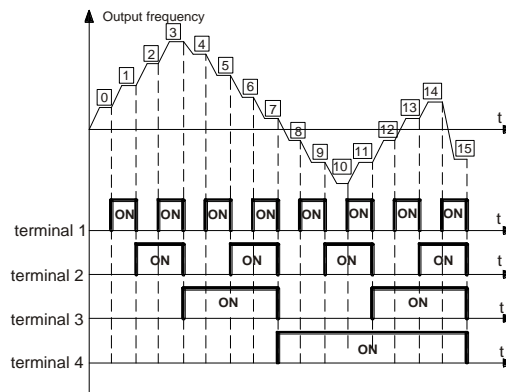 Output frequency
3
2
4
14
1
5
13
0
6
7
t
8
12
9
11
15
10
ON ON ON ON ON ON ON ON t
terminal 1
ON ON ON ON t
terminal 2
ON ON t
terminal 3
ON t
terminal 4